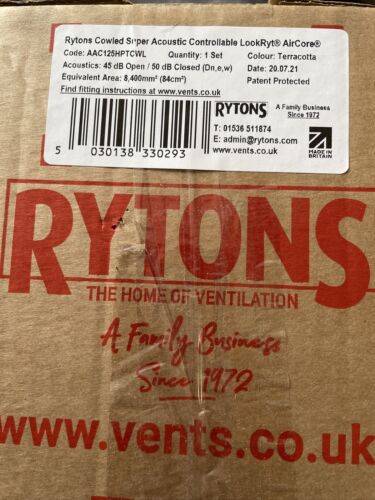 Rytons Cowled Super Acoustic Controllable LookRyt® AirCore®
Code: AAC125HPTCWL Quantity: 1 Set Colour: Terracotta
Acoustics: 45 dB Open / 50 dB Closed (Dn,e,w) Date: 20.07.21
Equivalent Area: 8,400mm² (84cm²) Patent Protected
Find fitting instructions at www.vents.co.uk
RYTONS
A Family Business
Since 1972
T: 01536 511874
E: admin@rytons.com
www.vents.co.uk
MADE IN
BRITAIN
5 030138 330293
RYTONS
THE HOME OF VENTILATION
A Family Business
Since 1972
www.vents.co.uk